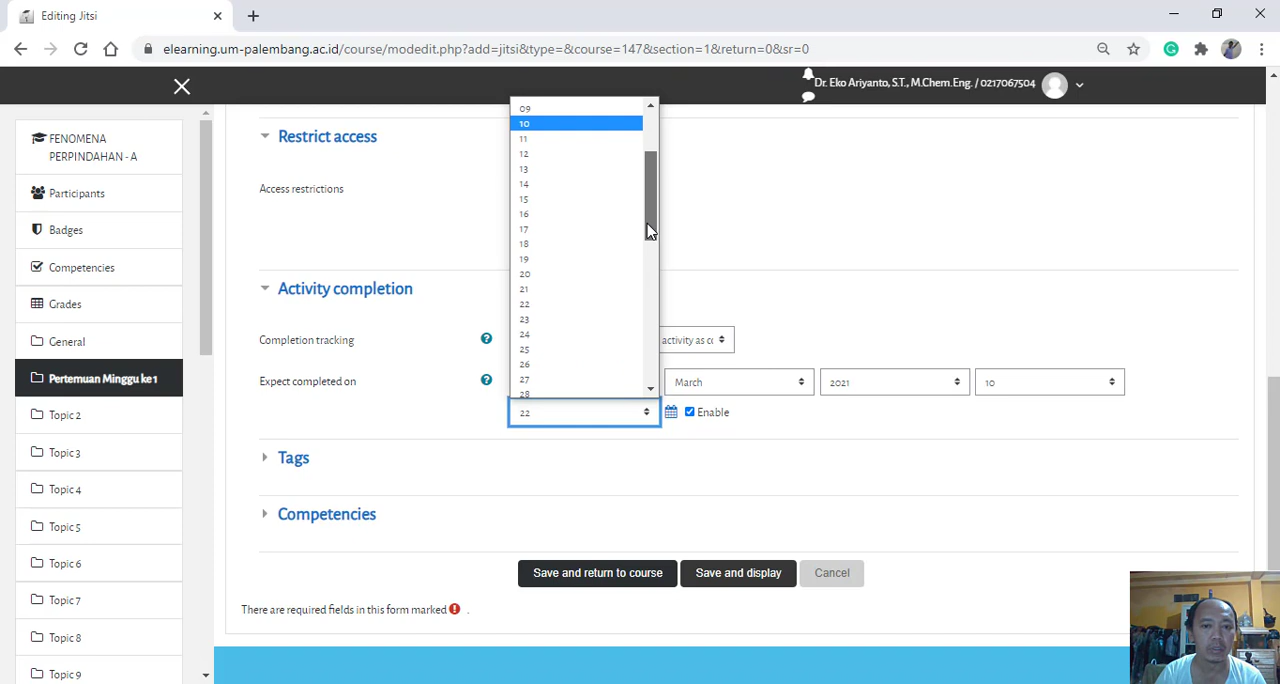 Editing Jitsi
elearning.um-palembang.ac.id/course/modedit.php?add=jitsi&type=&course=147&section=1&return=0&sr=0
Dr. Eko Ariyanto, S.T., M.Chem.Eng. / 0217067504
FENOMENA
PERPINDAHAN - A
Participants
Badges
Competencies
Grades
General
Pertemuan Minggu ke 1
Topic 2
Topic 3
Topic 4
Topic 5
Topic 6
Topic 7
Topic 8
Topic 9
Restrict access
Access restrictions
Activity completion
Completion tracking
activity as co
Expect completed on
March
2021
10
09
10
11
12
13
14
15
16
17
18
19
20
21
22
23
24
25
26
27
28
22
Enable
Tags
Competencies
Save and return to course
Save and display
Cancel
There are required fields in this form marked .